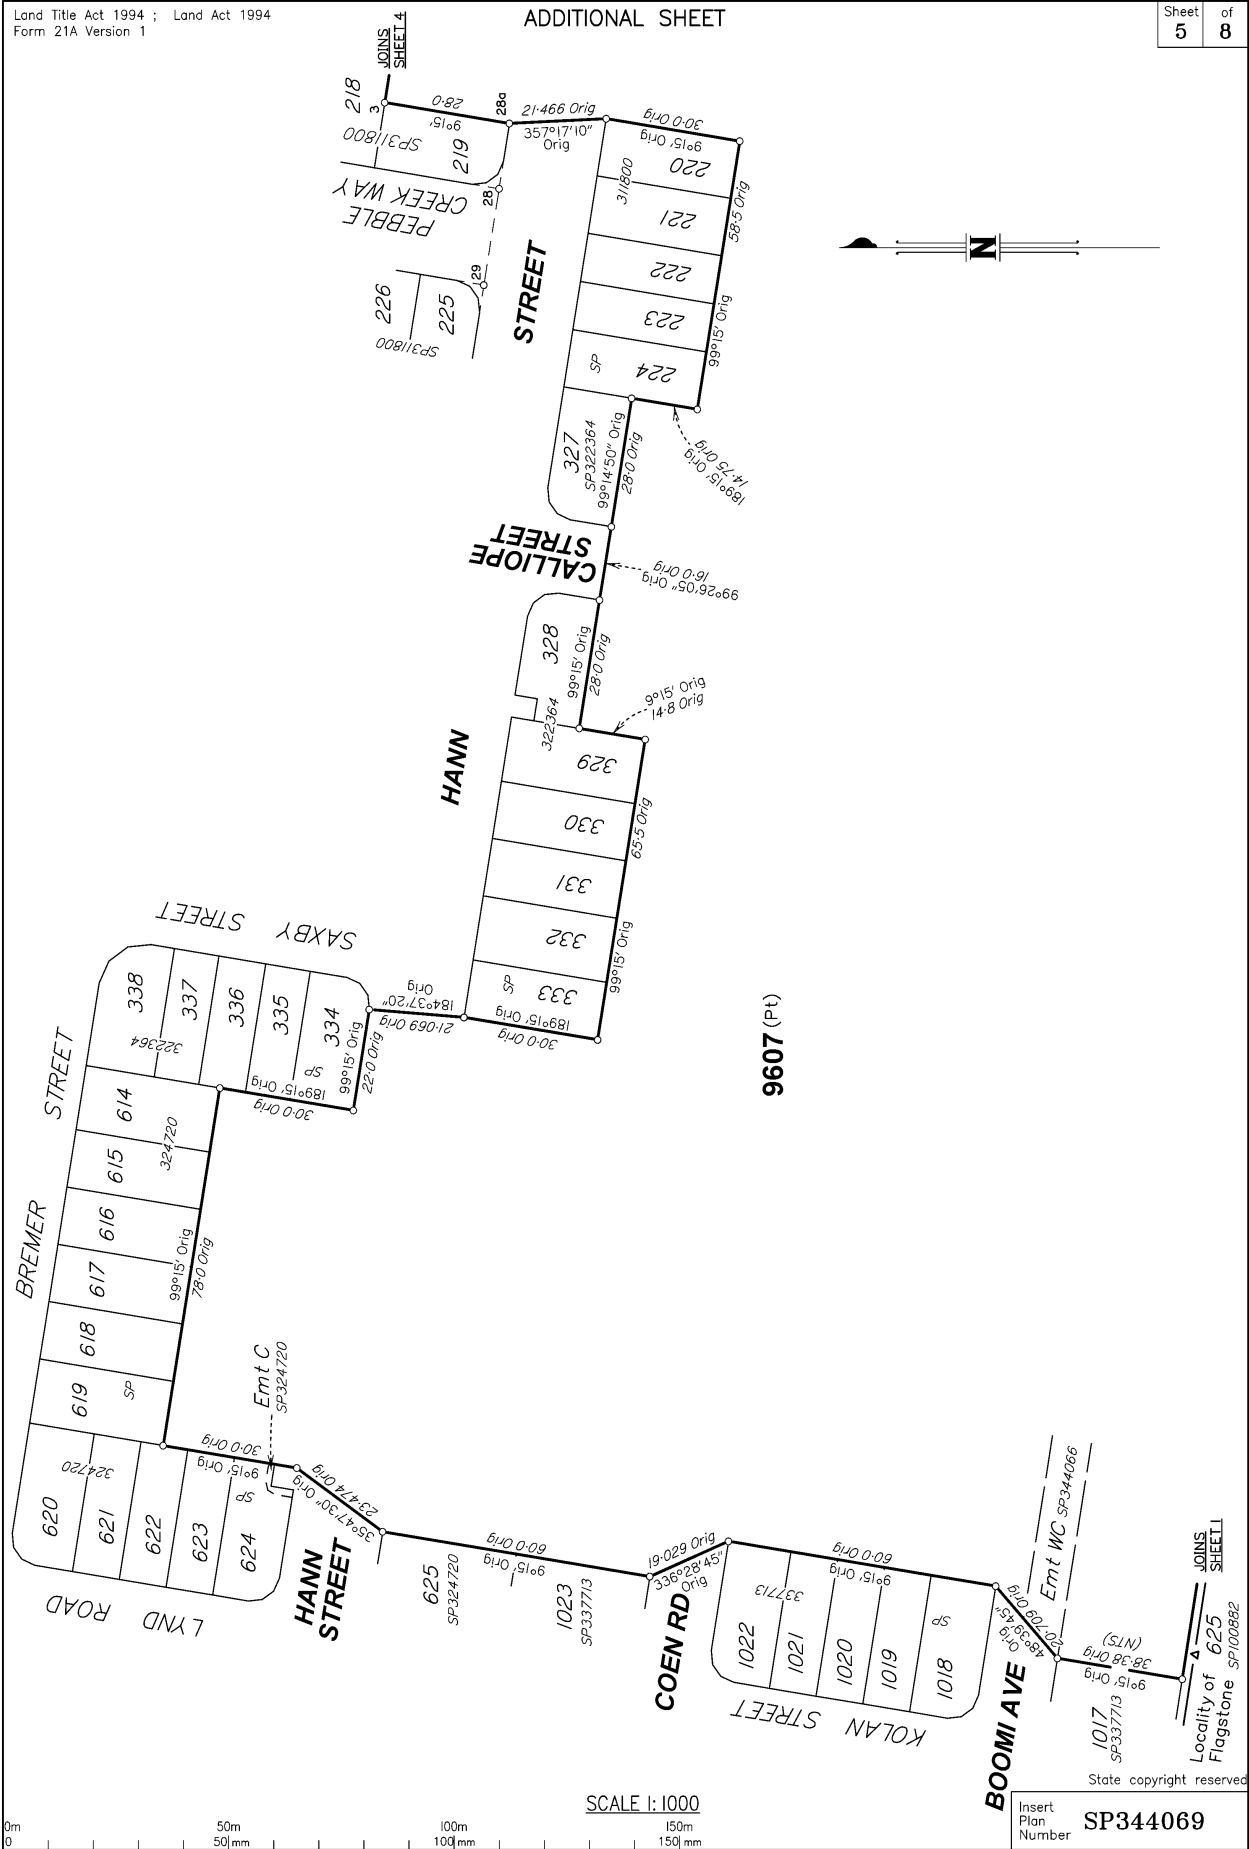 Land Title Act 1994 ; Land Act 1994
Form 21A Version 1
ADDITIONAL SHEET
Sheet of
5 8
JOINS
SHEET 4
218
3
SP311800
219
28·0
9°15'
28a
21·466 Orig
357°17'10"
Orig
30·0 Orig
9°15' Orig
PEBBLE
CREEK WAY
28
29
226
225
SP311800
STREET
311800
220
221
222
223
224
SP
58·5 Orig
99°15' Orig
N
189°15' Orig
14·75 Orig
327
SP322364
99°14'50" Orig
28·0 Orig
CALLIOPE
STREET
99°26'05" Orig
16·0 Orig
328
99°15' Orig
28·0 Orig
322364
9°15' Orig
14·8 Orig
HANN
329
330
331
332
333
SP
65·5 Orig
99°15' Orig
189°15' Orig
30·0 Orig
184°37'20"
Orig
21·069 Orig
SAXBY STREET
338
337
336
335
334
322364
SP
99°15' Orig
22·0 Orig
189°15' Orig
30·0 Orig
9607 (Pt)
BREMER STREET
614
615
616
617
618
619
324720
SP
99°15' Orig
78·0 Orig
Emt C
SP324720
30·0 Orig
9°15' Orig
620
621
622
623
624
324720
SP
LYND ROAD
23·474 Orig
35°47'30" Orig
HANN
STREET
625
SP324720
60·0 Orig
9°15' Orig
1023
SP337713
19·029 Orig
336°28'45"
Orig
COEN RD
60·0 Orig
9°15' Orig
1022
1021
1020
1019
1018
337713
SP
KOLAN STREET
20·709 Orig
48°39'45"
Orig
BOOMI AVE
Emt WC SP344066
38·38 Orig
(NTS)
9°15' Orig
1017
SP337713
JOINS
SHEET 1
625
SP100882
Locality of
Flagstone
State copyright reserved
SCALE 1:1000
0m 50m 100m 150m
0 50 mm 100 mm 150 mm
Insert
Plan
Number
SP344069